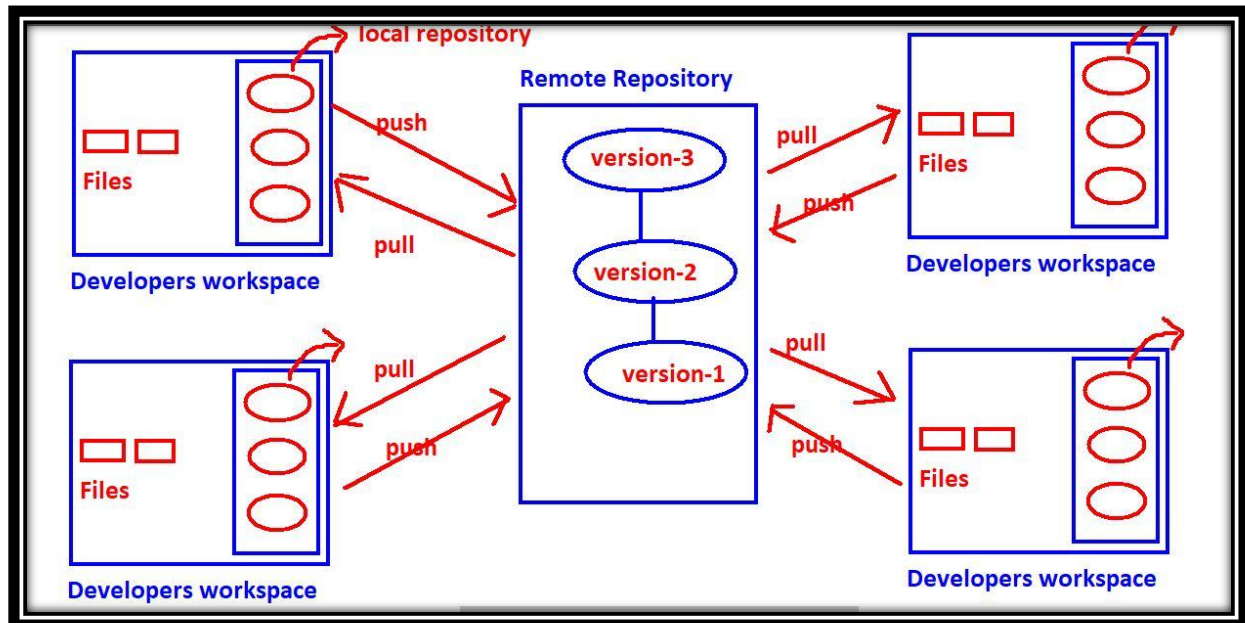 local repository
push
pull
Files
Developers workspace
Remote Repository
version-3
version-2
version-1
pull
push
Files
Developers workspace
pull
push
Files
Developers workspace
pull
push
Files
Developers workspace